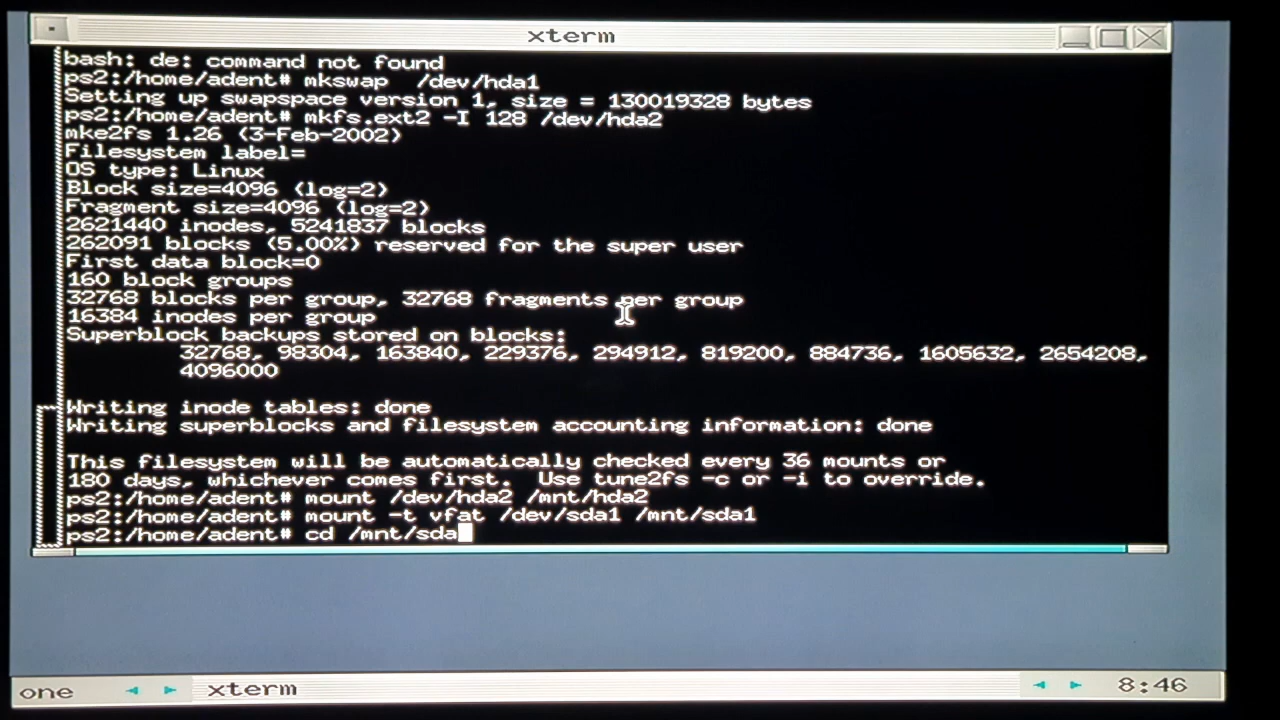 xterm
bash: de: command not found
ps2:/home/adent# mkswap  /dev/hda1
Setting up swapspace version 1, size = 130019328 bytes
ps2:/home/adent# mkfs.ext2 -I 128 /dev/hda2
mke2fs 1.26 (3-Feb-2002)
Filesystem label=
OS type: Linux
Block size=4096 (log=2)
Fragment size=4096 (log=2)
2621440 inodes, 5241837 blocks
262091 blocks (5.00%) reserved for the super user
First data block=0
160 block groups
32768 blocks per group, 32768 fragments per group
16384 inodes per group
Superblock backups stored on blocks:
32768, 98304, 163840, 229376, 294912, 819200, 884736, 1605632, 2654208,
4096000
Writing inode tables: done
Writing superblocks and filesystem accounting information: done
This filesystem will be automatically checked every 36 mounts or
180 days, whichever comes first.  Use tune2fs -c or -i to override.
ps2:/home/adent# mount /dev/hda2 /mnt/hda2
ps2:/home/adent# mount -t vfat /dev/sda1 /mnt/sda1
ps2:/home/adent# cd /mnt/sda
one
xterm
8:46